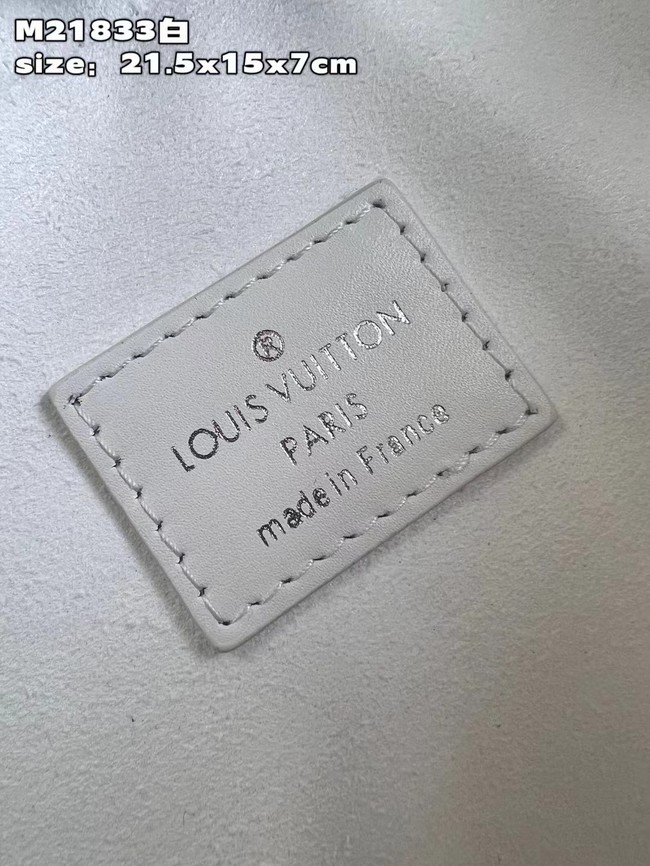 M21833白
size：21.5x15x7cm
®
LOUIS VUITTON
PARIS
made in France